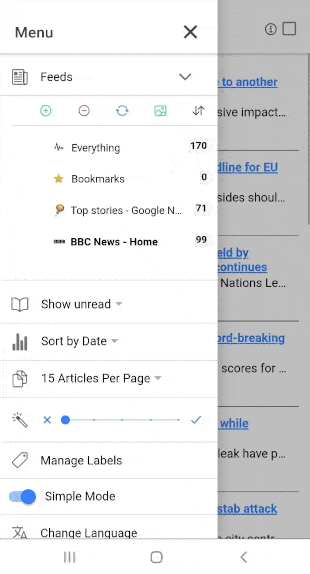 Menu
Feeds
Everything 170
Bookmarks 0
Top stories - Google N... 71
BBC News - Home 99
Show unread
Sort by Date
15 Articles Per Page
Manage Labels
Simple Mode
Change Language
e to another
sive impact...
dline for EU
sides shoul...
eld by
continues
Nations Le...
ord-breaking
scores for ...
while
leak have p...
stab attack